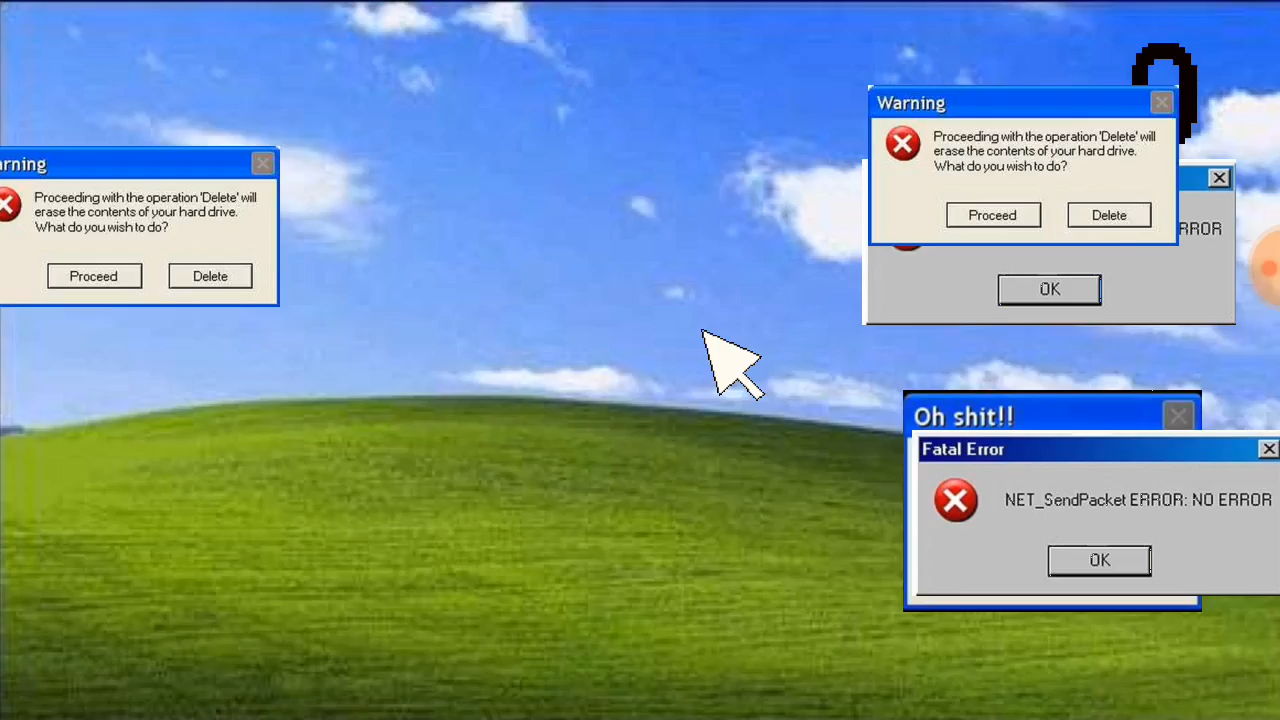 arning
Proceeding with the operation 'Delete' will
erase the contents of your hard drive.
What do you wish to do?
Proceed
Delete
Warning
Proceeding with the operation 'Delete' will
erase the contents of your hard drive.
What do you wish to do?
Proceed
Delete
RROR
OK
Oh shit!!
Fatal Error
NET_SendPacket ERROR: NO ERROR
OK